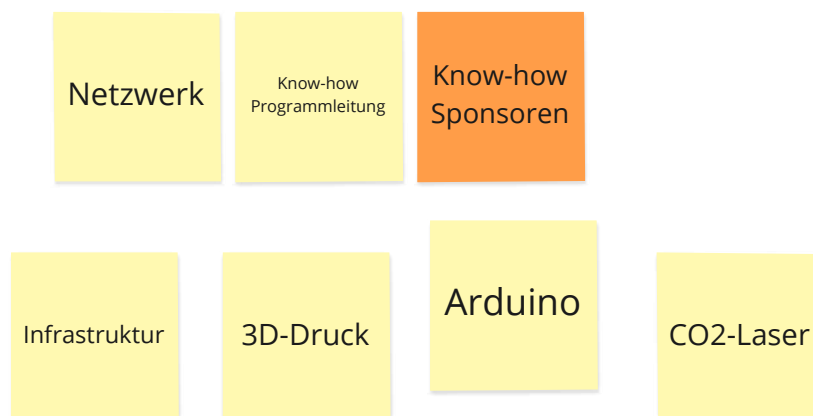 Netzwerk
Know-how
Programmleitung
Know-how
Sponsoren
Infrastruktur
3D-Druck
Arduino
CO2-Laser